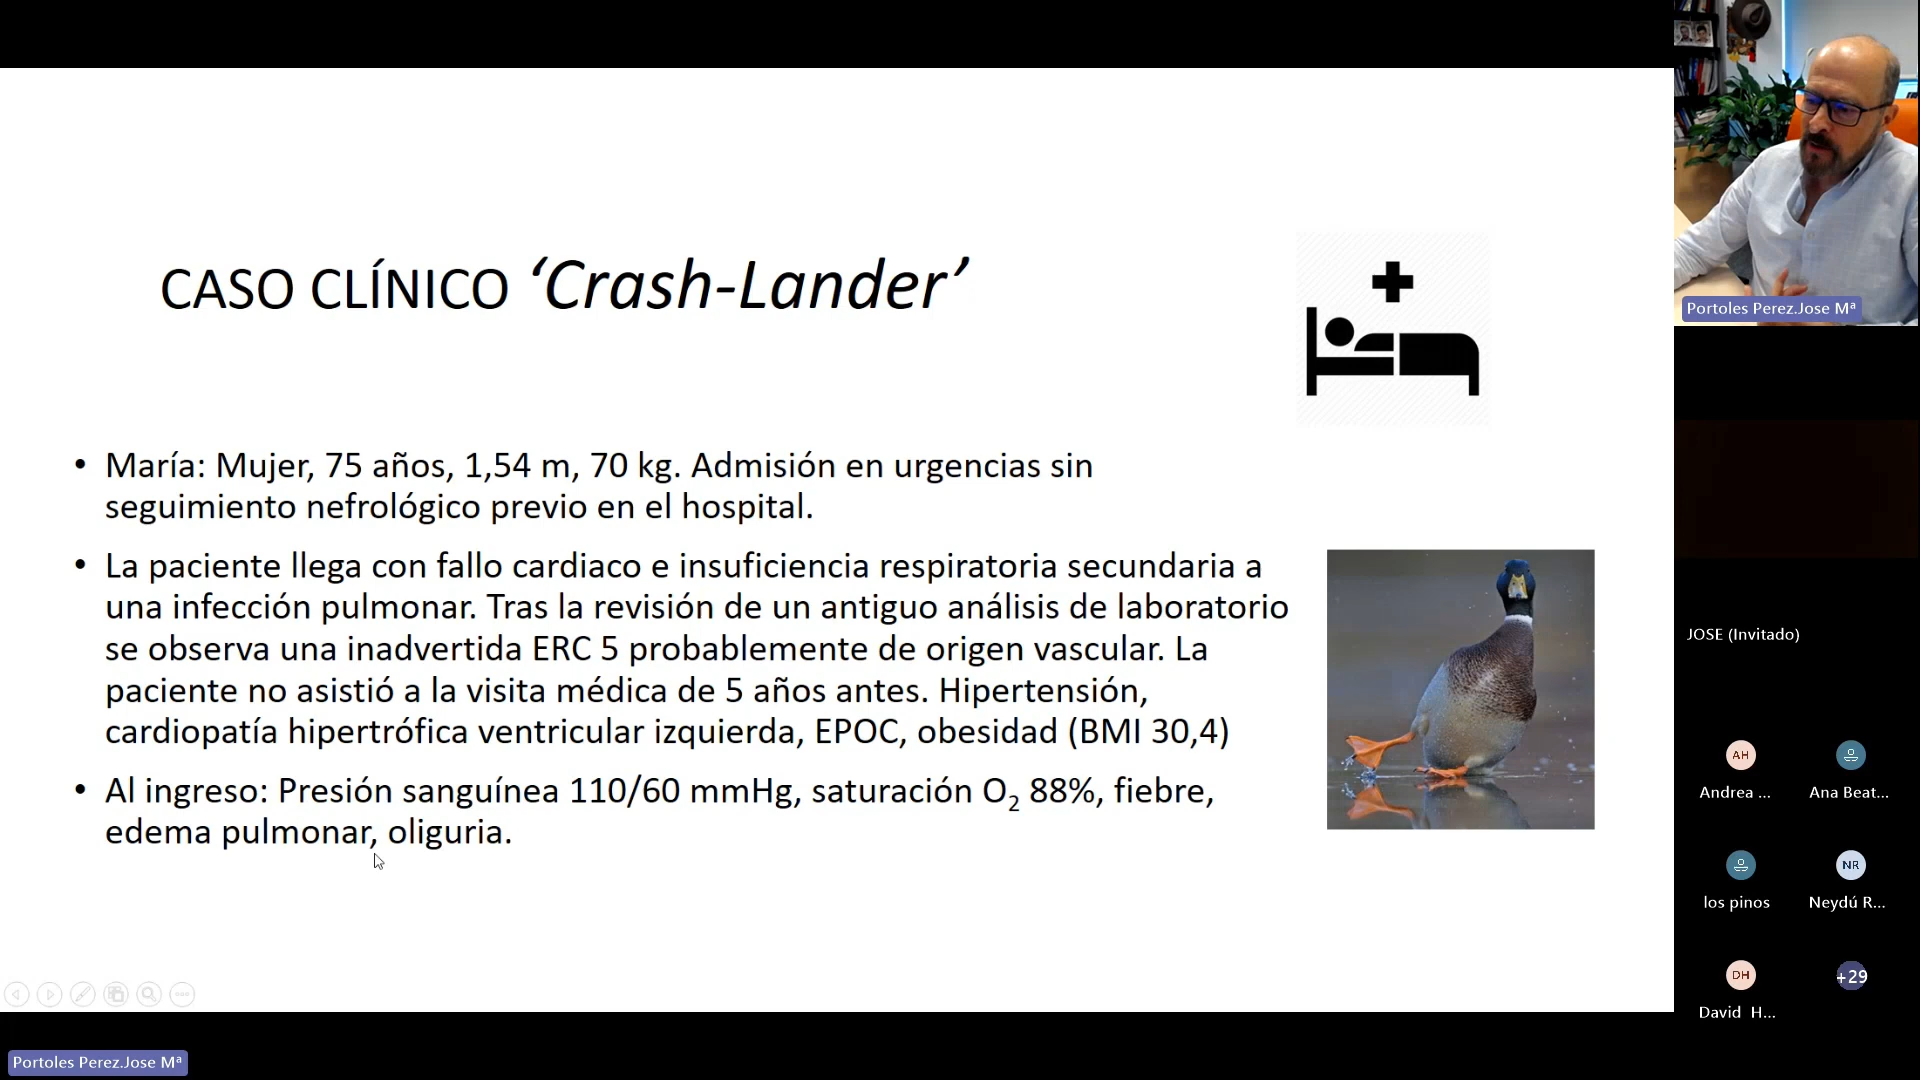 CASO CLÍNICO ‘Crash-Lander’
• María: Mujer, 75 años, 1,54 m, 70 kg. Admisión en urgencias sin
seguimiento nefrológico previo en el hospital.
• La paciente llega con fallo cardiaco e insuficiencia respiratoria secundaria a
una infección pulmonar. Tras la revisión de un antiguo análisis de laboratorio
se observa una inadvertida ERC 5 probablemente de origen vascular. La
paciente no asistió a la visita médica de 5 años antes. Hipertensión,
cardiopatía hipertrófica ventricular izquierda, EPOC, obesidad (BMI 30,4)
• Al ingreso: Presión sanguínea 110/60 mmHg, saturación O₂ 88%, fiebre,
edema pulmonar, oliguria.
Portoles Perez.Jose Mª
JOSE (Invitado)
AH
Andrea ...
Ana Beat...
los pinos
NR
Neydú R...
DH
David H...
+29
Portoles Perez.Jose Mª